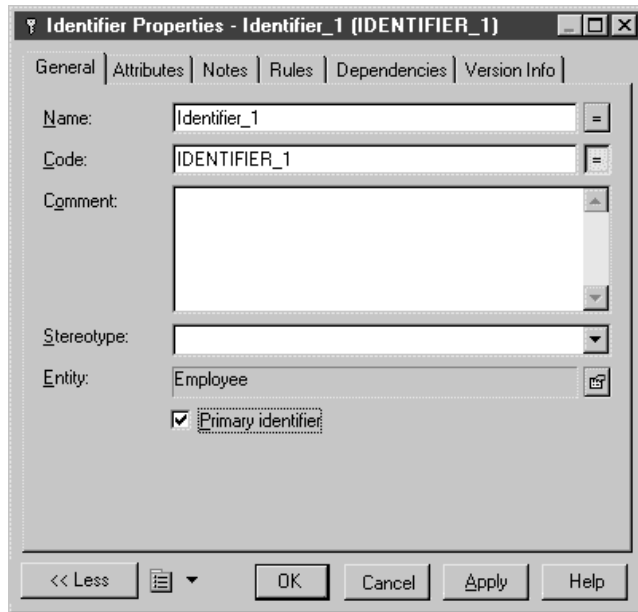 Identifier Properties - Identifier_1 (IDENTIFIER_1)
General Attributes Notes Rules Dependencies Version Info
Name: Identifier_1 =
Code: IDENTIFIER_1 =
Comment:
Stereotype:
Entity: Employee
Primary identifier
<< Less OK Cancel Apply Help